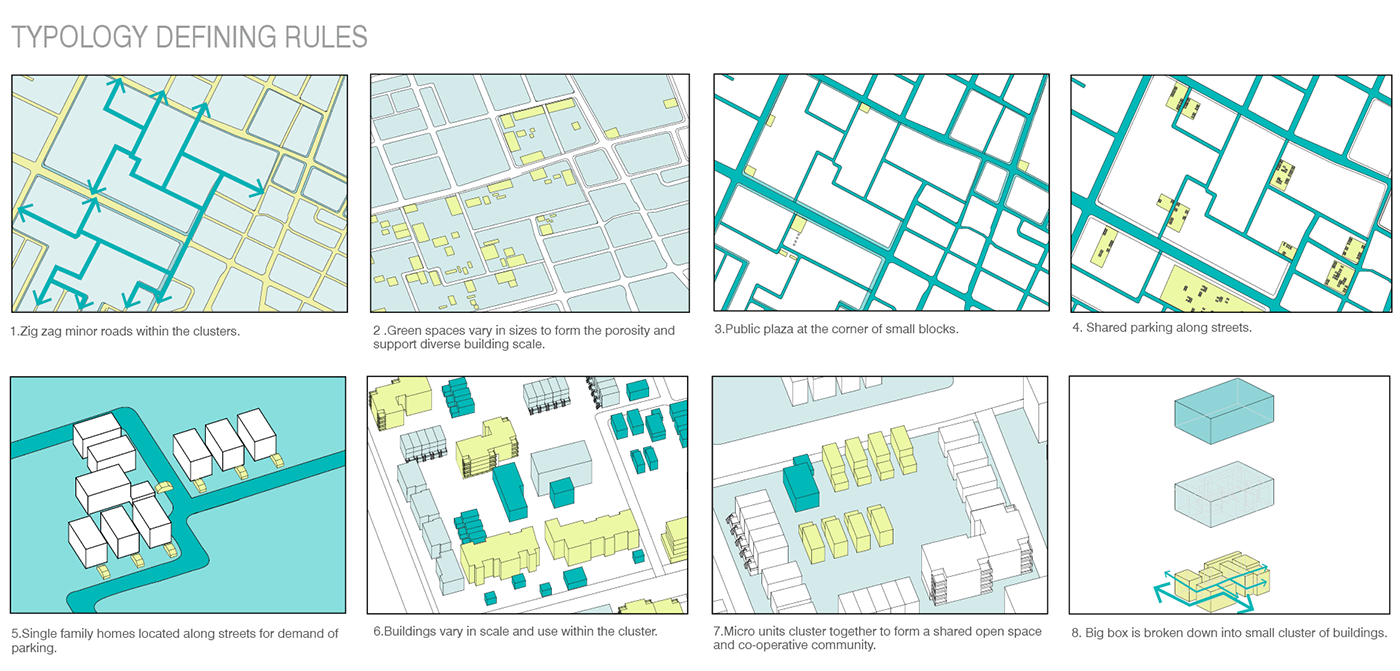 TYPOLOGY DEFINING RULES
1.Zig zag minor roads within the clusters.
2 .Green spaces vary in sizes to form the porosity and
support diverse building scale.
3.Public plaza at the corner of small blocks.
4. Shared parking along streets.
5.Single family homes located along streets for demand of
parking.
6.Buildings vary in scale and use within the cluster.
7.Micro units cluster together to form a shared open space
and co-operative community.
8. Big box is broken down into small cluster of buildings.